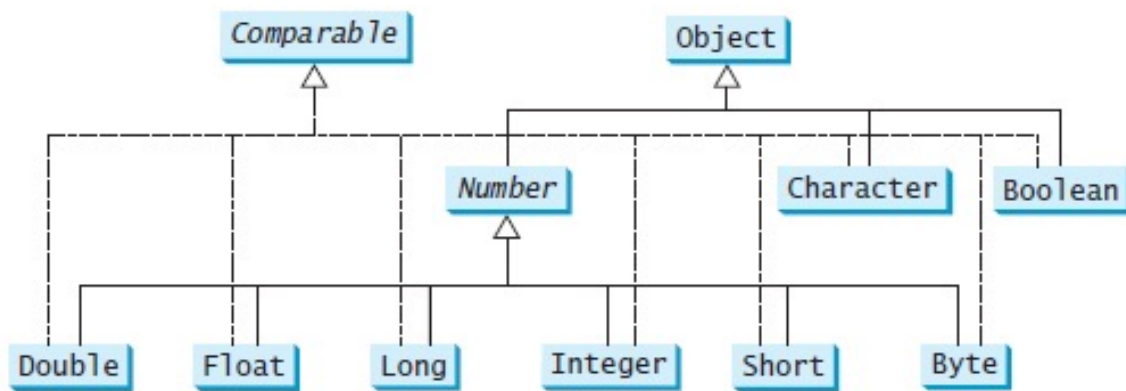 Comparable
Object
Number
Character
Boolean
Double
Float
Long
Integer
Short
Byte